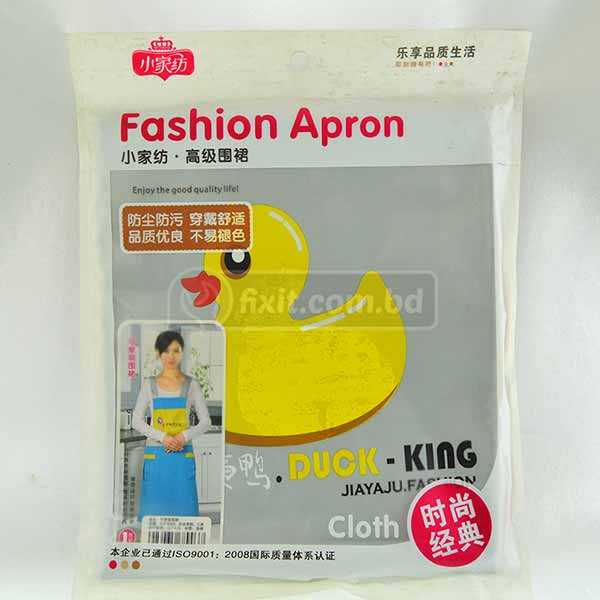 小家纺
乐享品质生活
Fashion Apron
小家纺·高级围裙
Enjoy the good quality life!
防尘防污 穿戴舒适
品质优良 不易褪色
fixit.com.bd
鸭.DUCK - KING
JIAYAJU.FASHION
Cloth
时尚
经典
本企业已通过ISO9001:2008国际质量体系认证